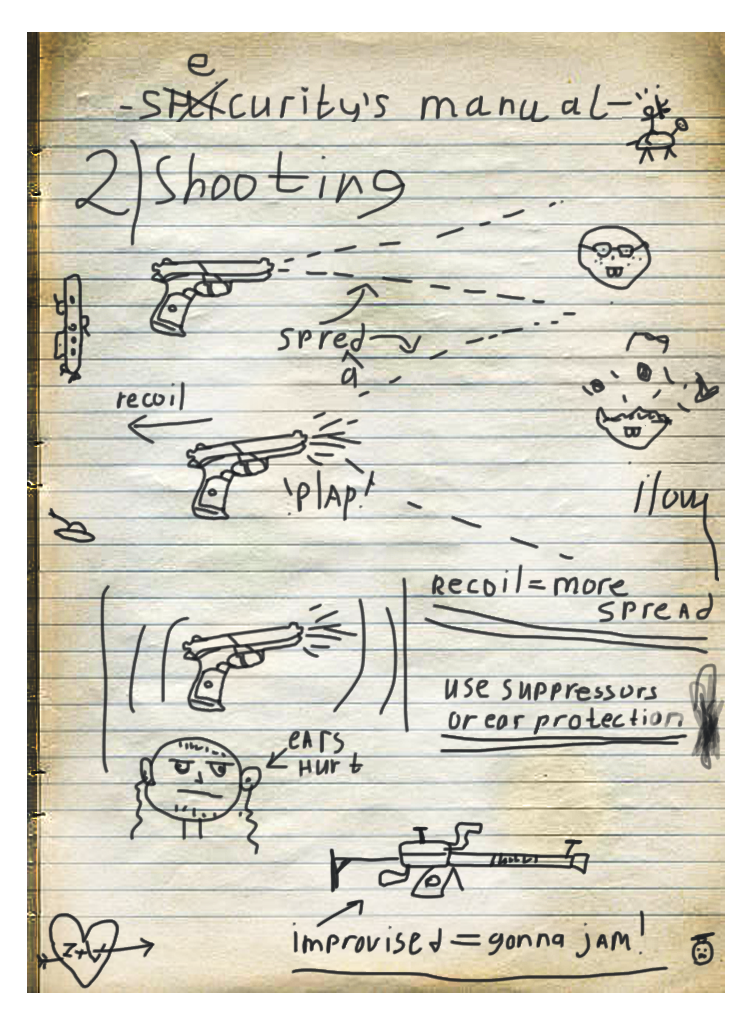 e
-security's manual-
2) Shooting
spred
a
recoil
'plAp!'
RECOIL = more
SPREAD
use suppressors
or ear protection
eARs
Hurt
Z+V
improvised = gonna jAM!